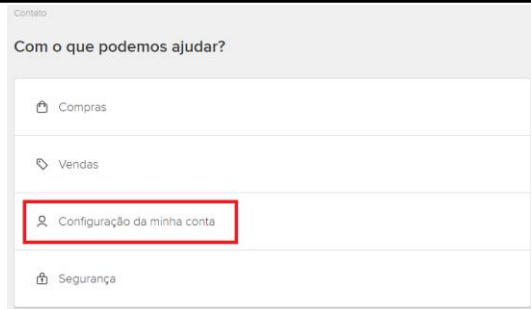 Contato
Com o que podemos ajudar?
Compras
Vendas
Configuração da minha conta
Segurança